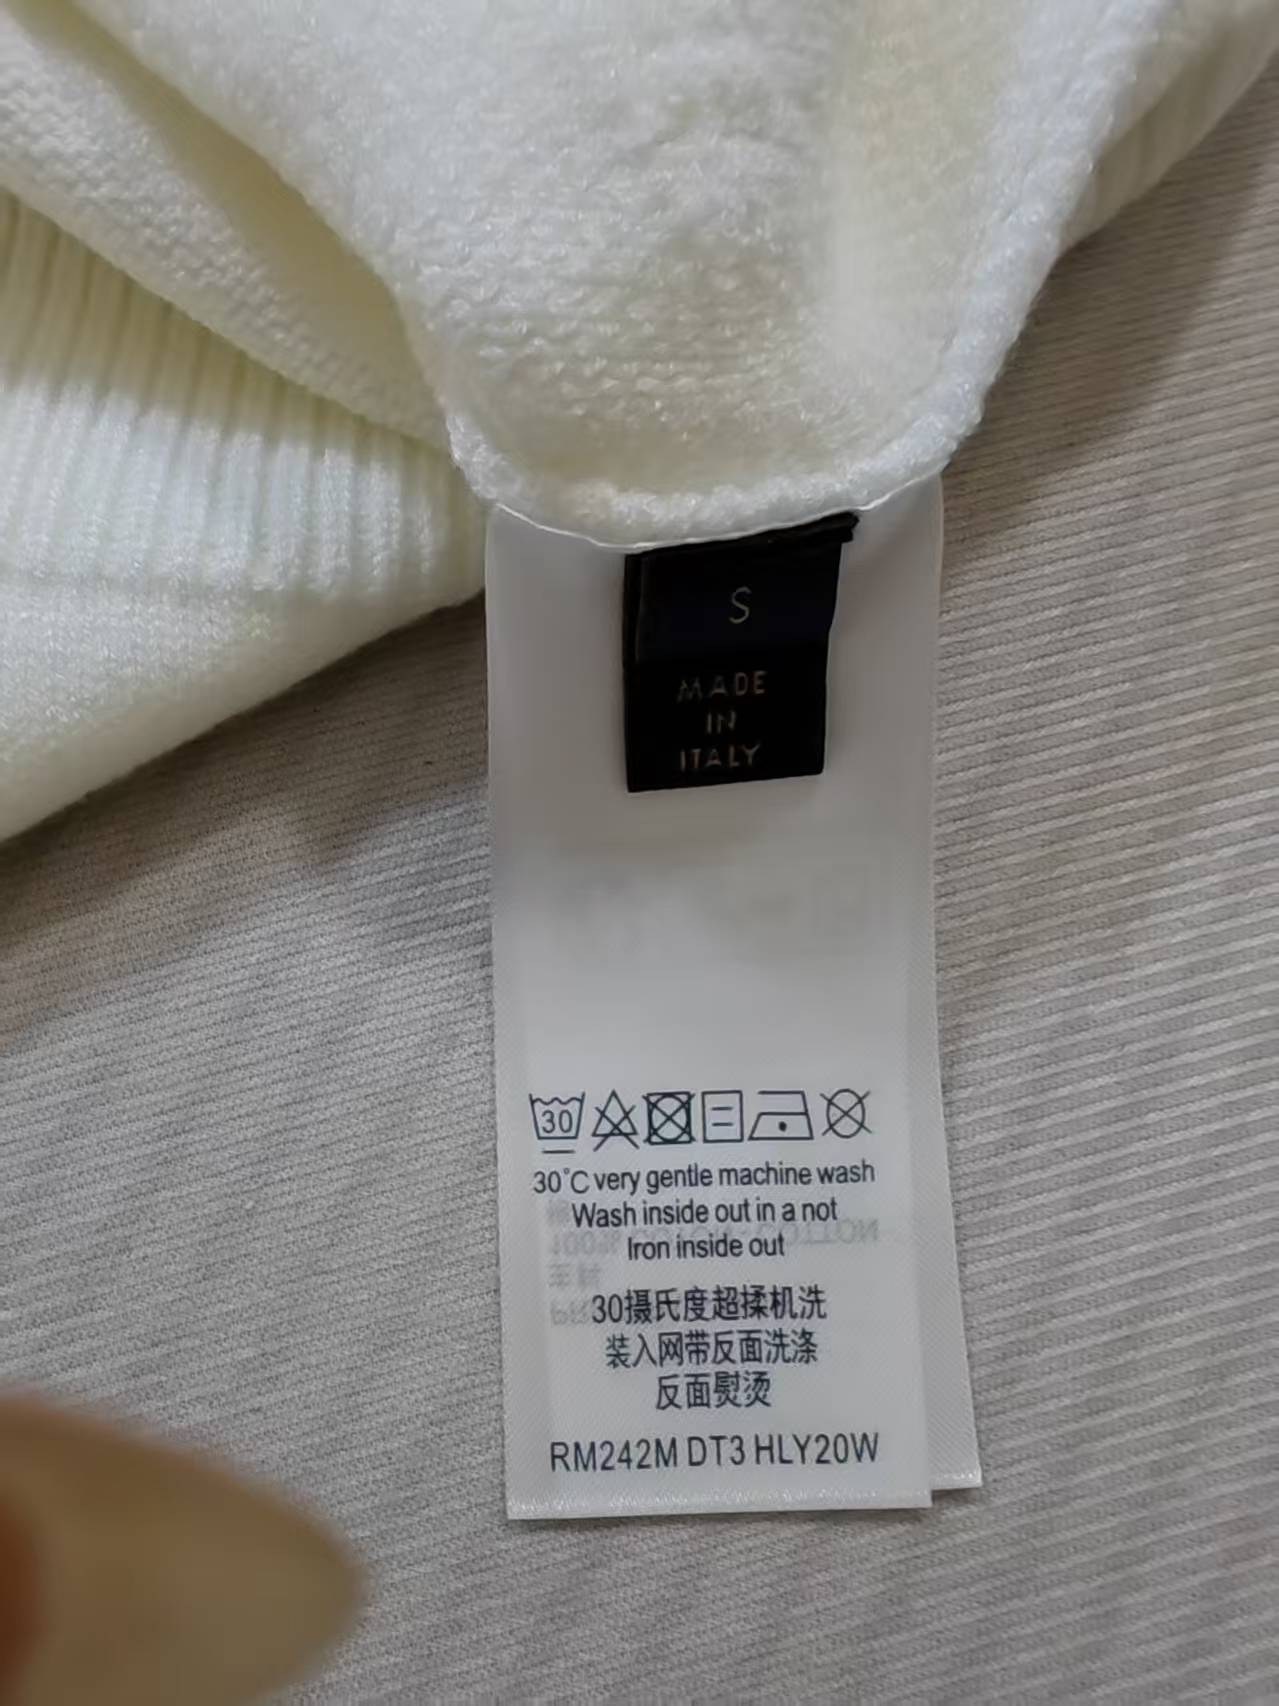 S
MADE
IN
ITALY
30
30°C very gentle machine wash
Wash inside out in a not
Iron inside out
30摄氏度超揉机洗
装入网带反面洗涤
反面熨烫
RM242M DT3 HLY20W